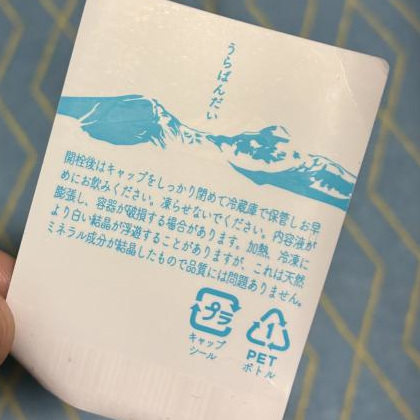 うらばんだい
開栓後はキャップをしっかり閉めて冷蔵庫で保管しお早
めにお飲みください。凍らせないでください。内容液が
膨張し、容器が破損する場合があります。加熱、冷凍に
より白い結晶が浮遊することがありますが、これは天然
ミネラル成分が結晶したもので品質には問題ありません。
プラ
キャップ
シール
1
PET
ボトル